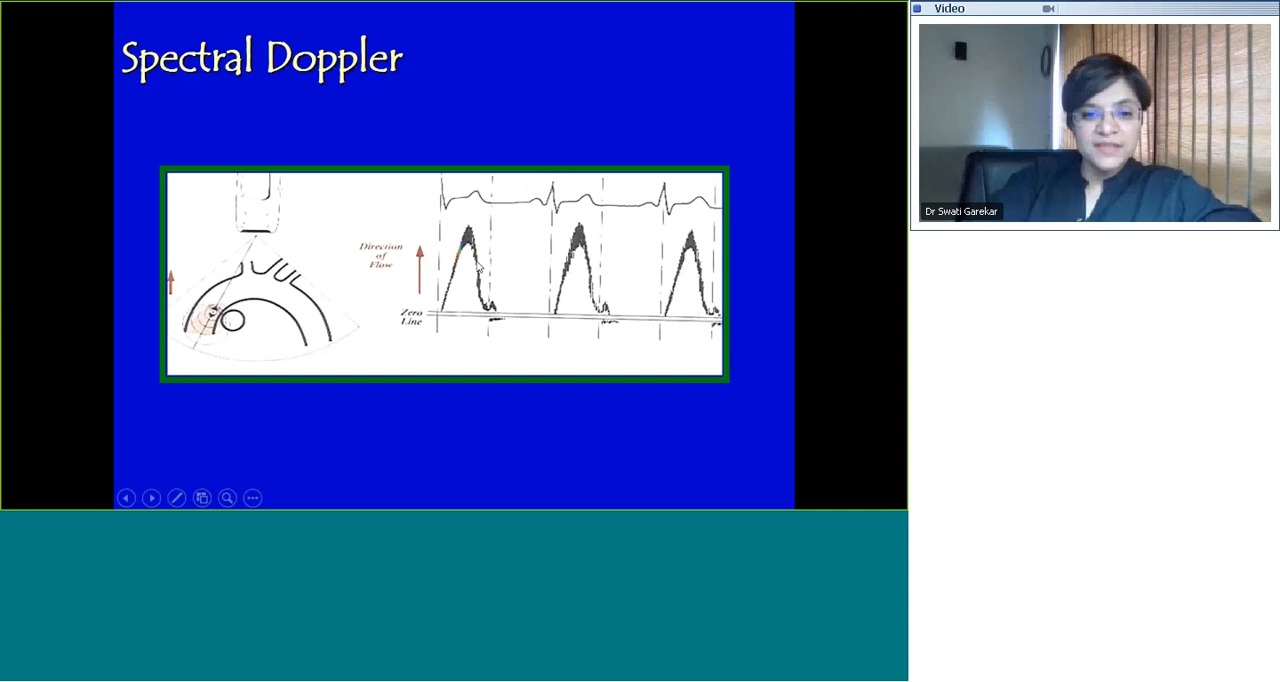 Spectral Doppler
Direction
of
Flow
Zero
Line
Video
Dr Swati Garekar